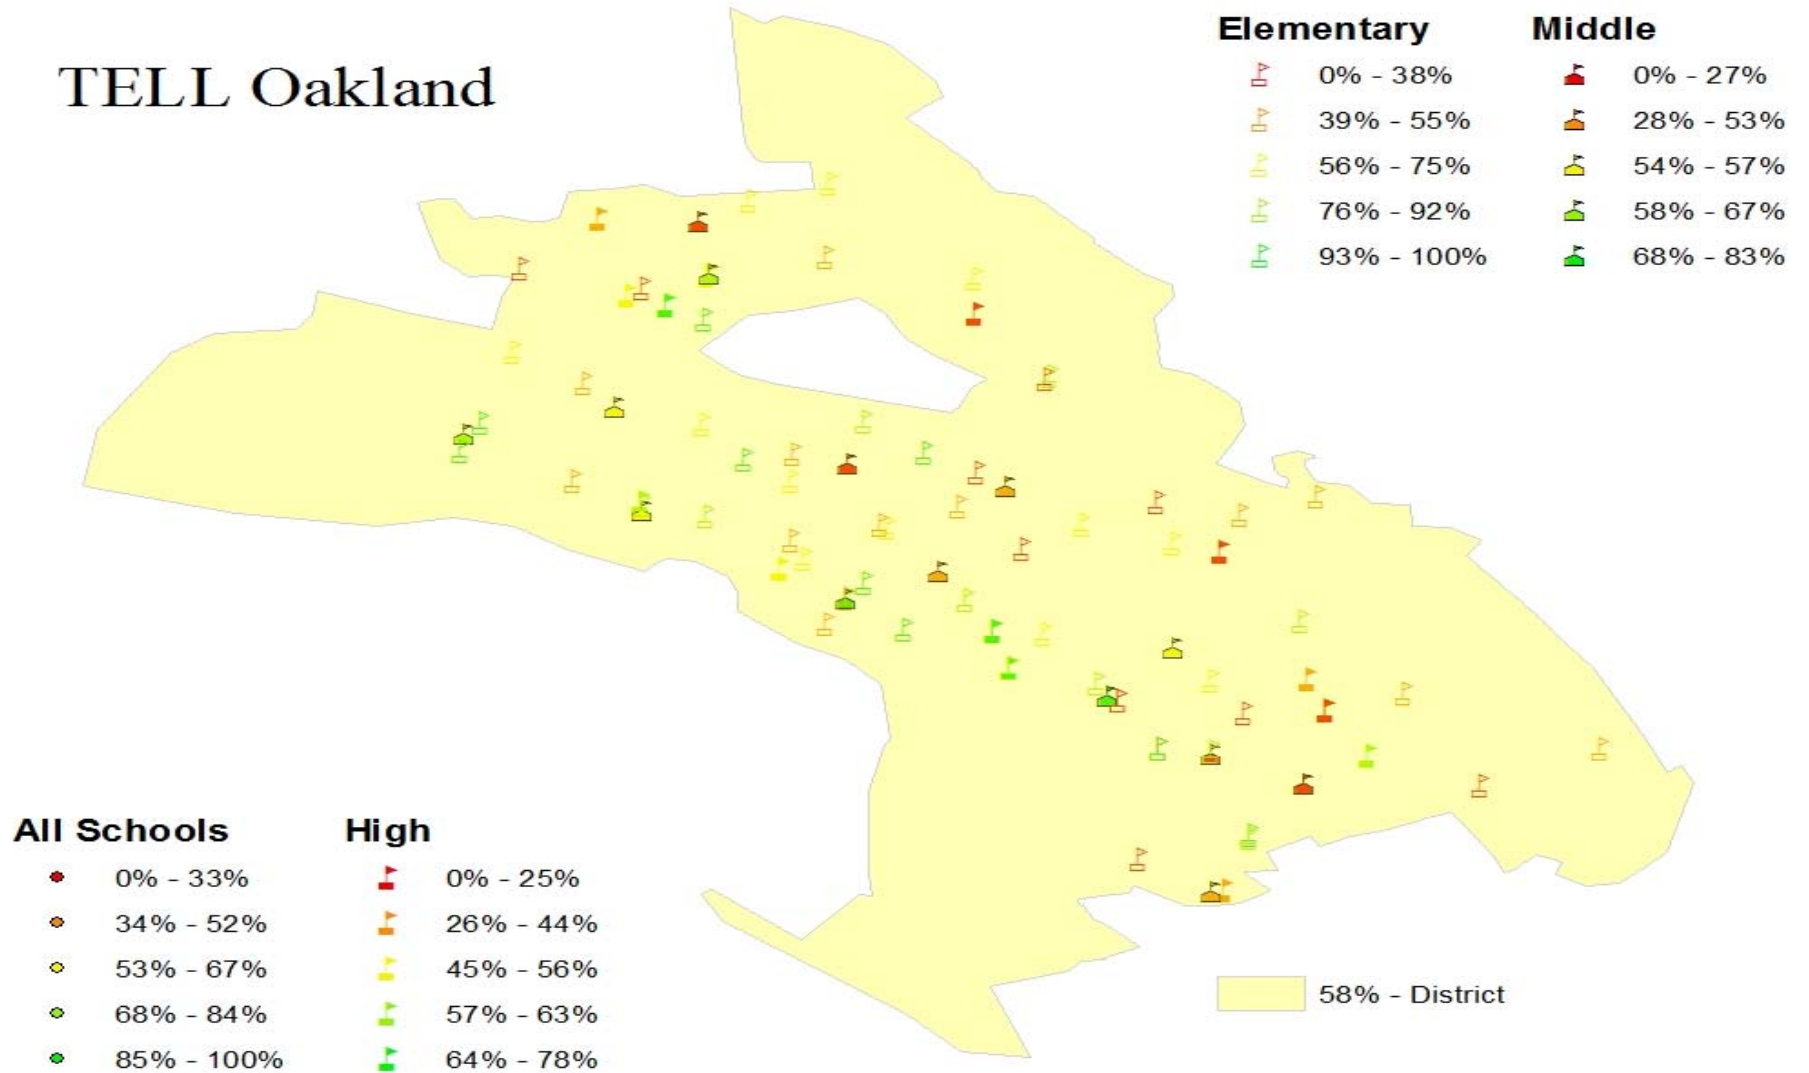 TELL Oakland
Elementary
0% - 38%
39% - 55%
56% - 75%
76% - 92%
93% - 100%
Middle
0% - 27%
28% - 53%
54% - 57%
58% - 67%
68% - 83%
All Schools
0% - 33%
34% - 52%
53% - 67%
68% - 84%
85% - 100%
High
0% - 25%
26% - 44%
45% - 56%
57% - 63%
64% - 78%
58% - District